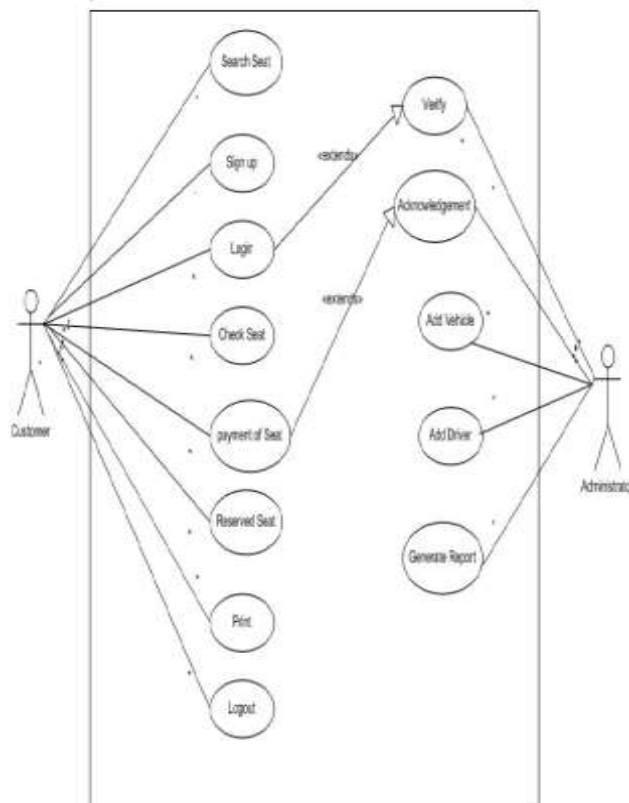 Search Seat
Verify
«extends»
Sign up
Acknowledgement
Login
«extends»
Add Vehicle
Check Seat
Customer
payment of Seat
Add Driver
Administrato
Reserved Seat
Generate Report
Print
Logout